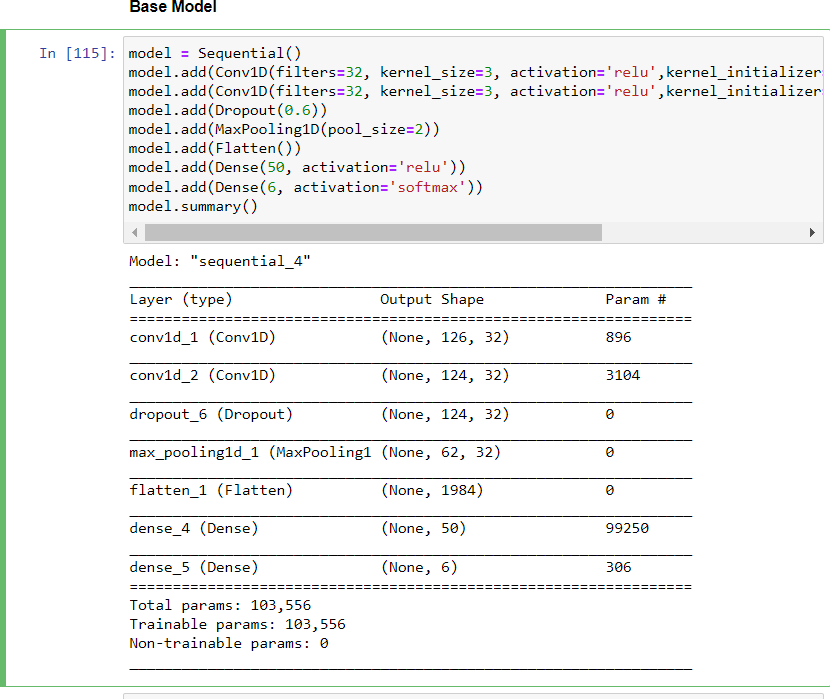 Base Model
In [115]:
model = Sequential()
model.add(Conv1D(filters=32, kernel_size=3, activation='relu',kernel_initializer
model.add(Conv1D(filters=32, kernel_size=3, activation='relu',kernel_initializer
model.add(Dropout(0.6))
model.add(MaxPooling1D(pool_size=2))
model.add(Flatten())
model.add(Dense(50, activation='relu'))
model.add(Dense(6, activation='softmax'))
model.summary()
Model: "sequential_4"
_________________________________________________________________
Layer (type)                 Output Shape              Param #
=================================================================
conv1d_1 (Conv1D)            (None, 126, 32)           896
_________________________________________________________________
conv1d_2 (Conv1D)            (None, 124, 32)           3104
_________________________________________________________________
dropout_6 (Dropout)          (None, 124, 32)           0
_________________________________________________________________
max_pooling1d_1 (MaxPooling1 (None, 62, 32)            0
_________________________________________________________________
flatten_1 (Flatten)          (None, 1984)              0
_________________________________________________________________
dense_4 (Dense)              (None, 50)                99250
_________________________________________________________________
dense_5 (Dense)              (None, 6)                 306
=================================================================
Total params: 103,556
Trainable params: 103,556
Non-trainable params: 0
_________________________________________________________________